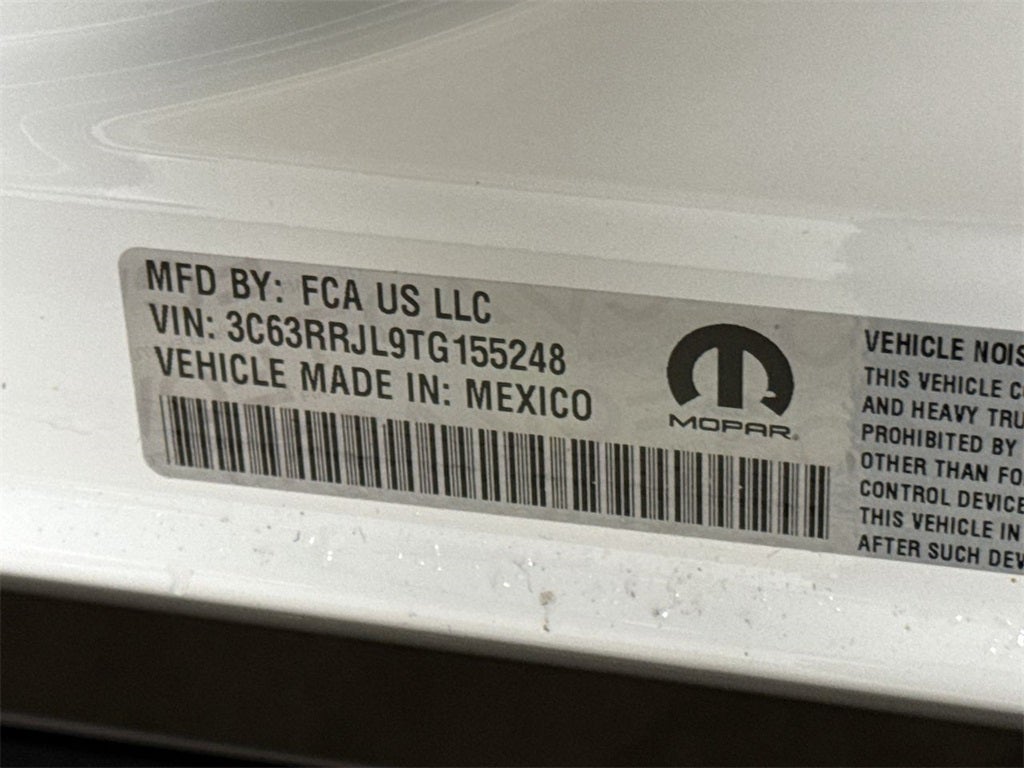 MFD BY: FCA US LLC
VIN: 3C63RRJL9TG155248
VEHICLE MADE IN: MEXICO
MOPAR®
VEHICLE NOIS
THIS VEHICLE C
AND HEAVY TRU
PROHIBITED BY
OTHER THAN FO
CONTROL DEVICE
THIS VEHICLE IN
AFTER SUCH DEV